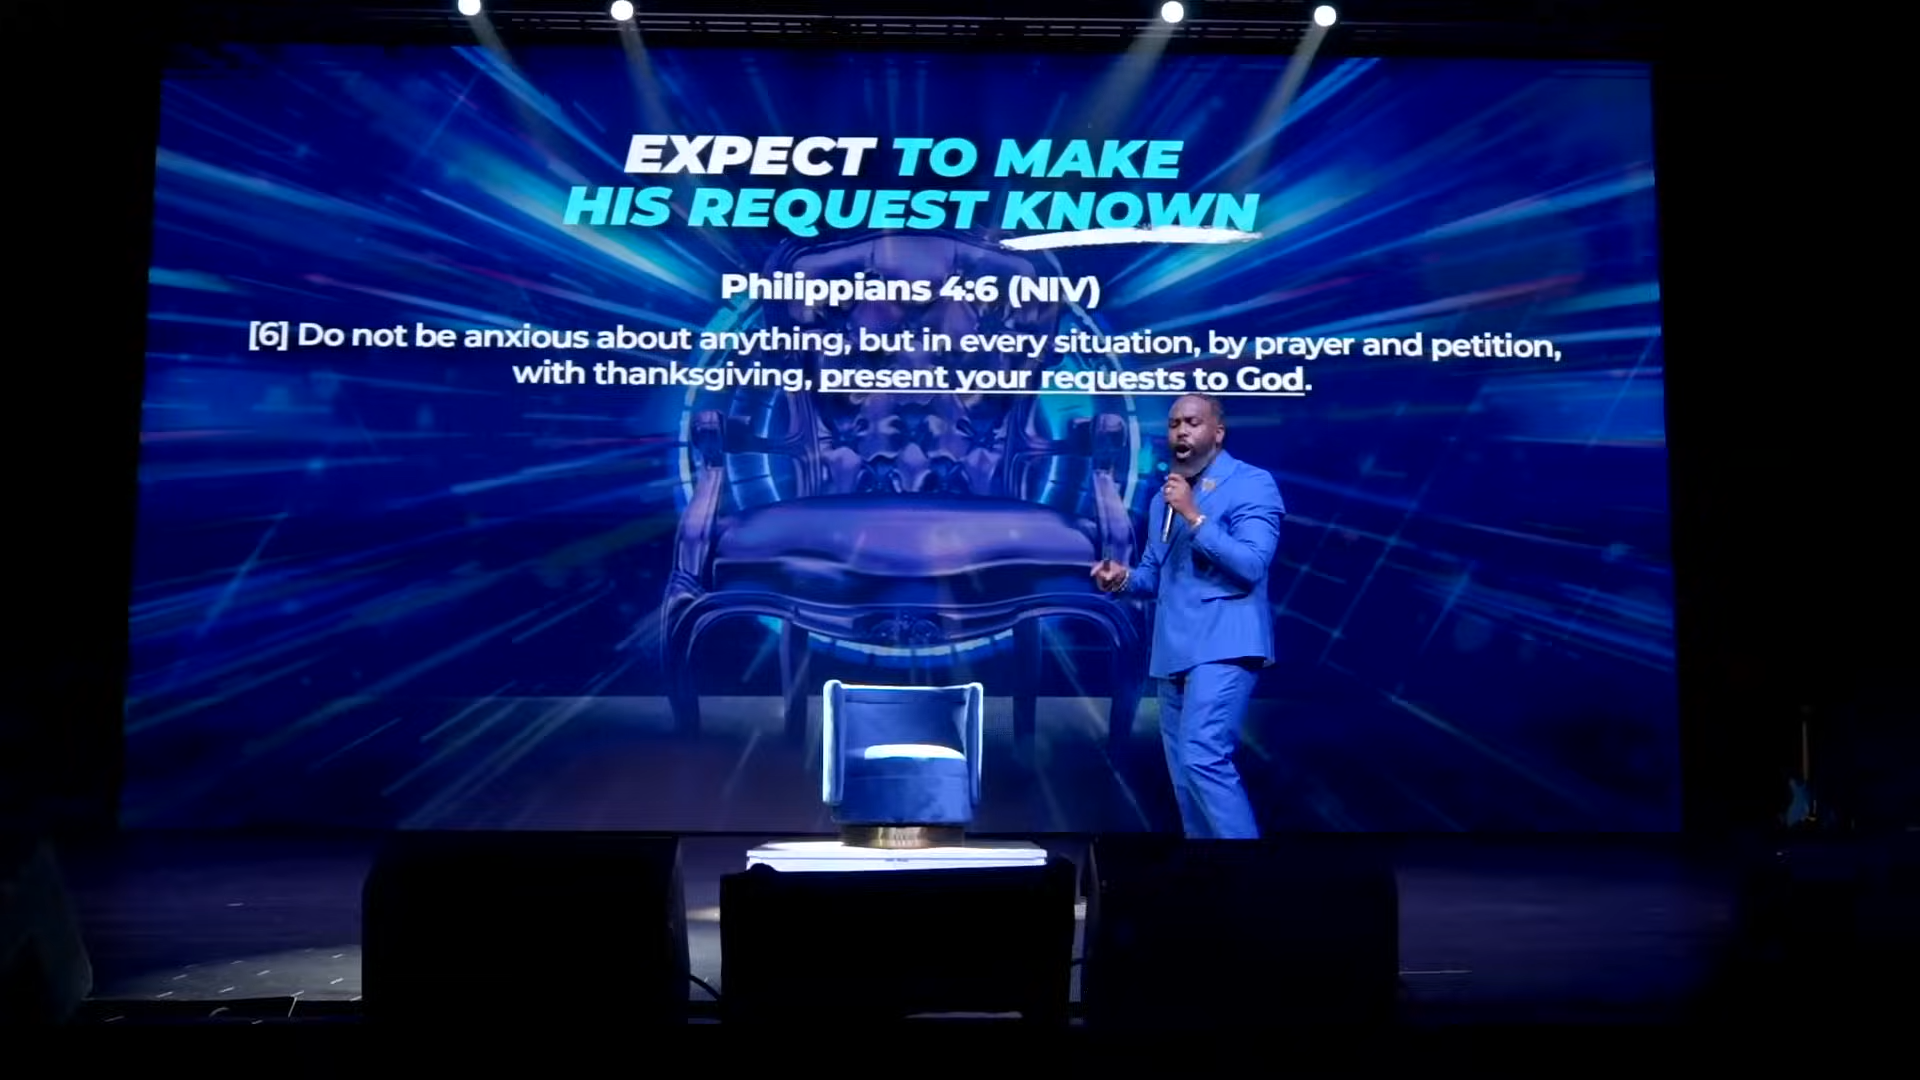 EXPECT TO MAKE
HIS REQUEST KNOWN
Philippians 4:6 (NIV)
[6] Do not be anxious about anything, but in every situation, by prayer and petition,
with thanksgiving, present your requests to God.